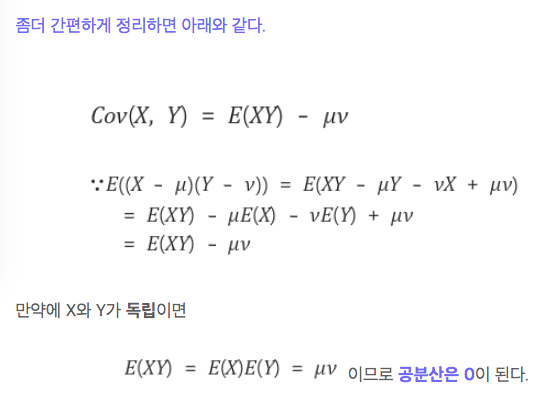 좀더 간편하게 정리하면 아래와 같다.
Cov(X, Y) = E(XY) - μν
∵E((X - μ)(Y - ν)) = E(XY - μY - νX + μν)
= E(XY) - μE(X) - νE(Y) + μν
= E(XY) - μν
만약에 X와 Y가 독립이면
E(XY) = E(X)E(Y) = μν 이므로 공분산은 0이 된다.